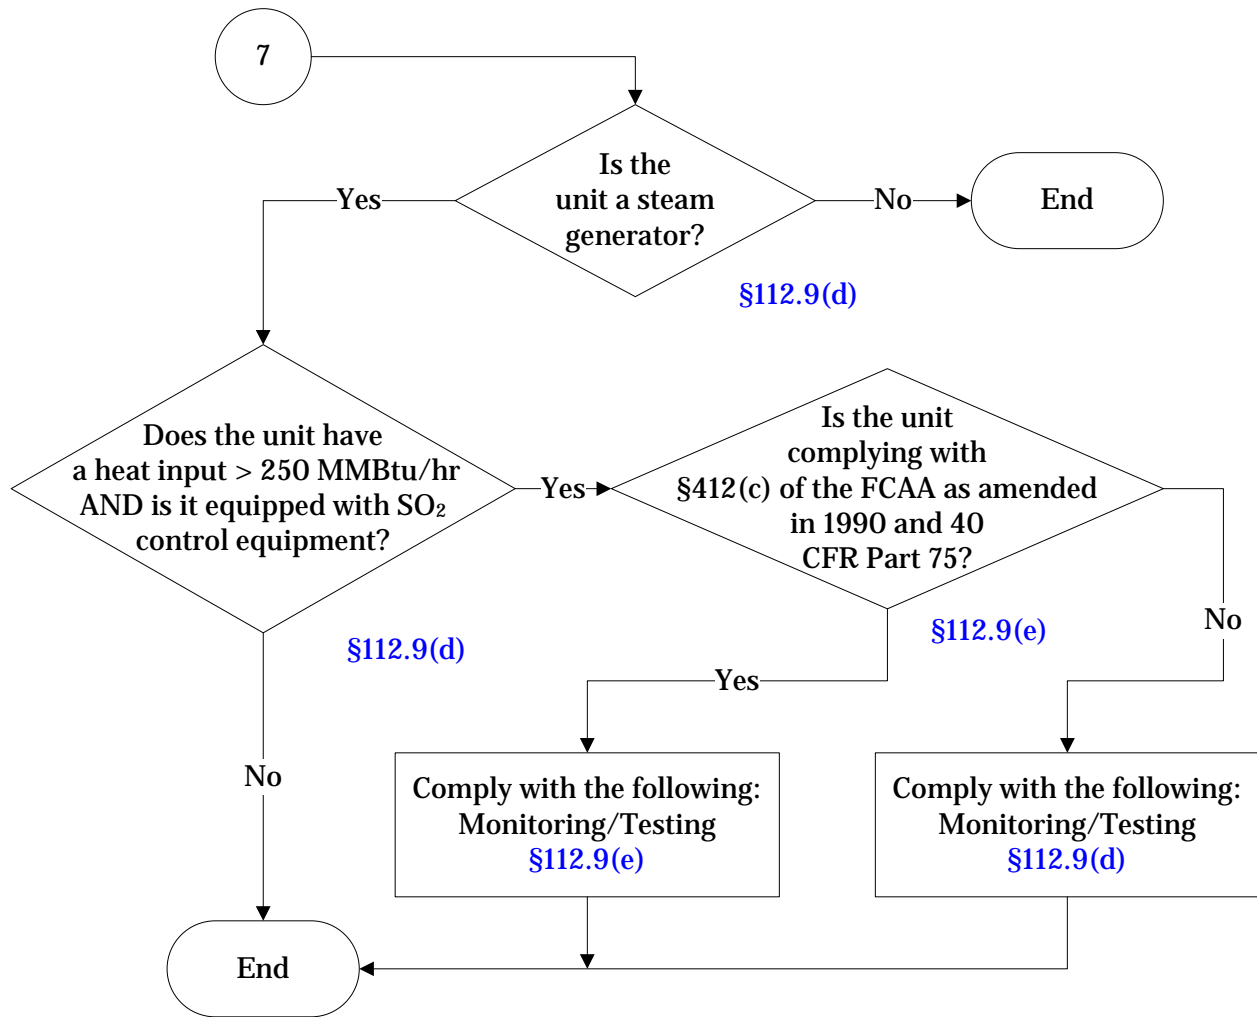 7
Is the
unit a steam
generator?
Yes
No
End
§112.9(d)
Does the unit have
a heat input > 250 MMBtu/hr
AND is it equipped with SO₂
control equipment?
Yes
Is the unit
complying with
§412(c) of the FCAA as amended
in 1990 and 40
CFR Part 75?
§112.9(d)
§112.9(e)
No
Yes
No
Comply with the following:
Monitoring/Testing
§112.9(e)
Comply with the following:
Monitoring/Testing
§112.9(d)
End